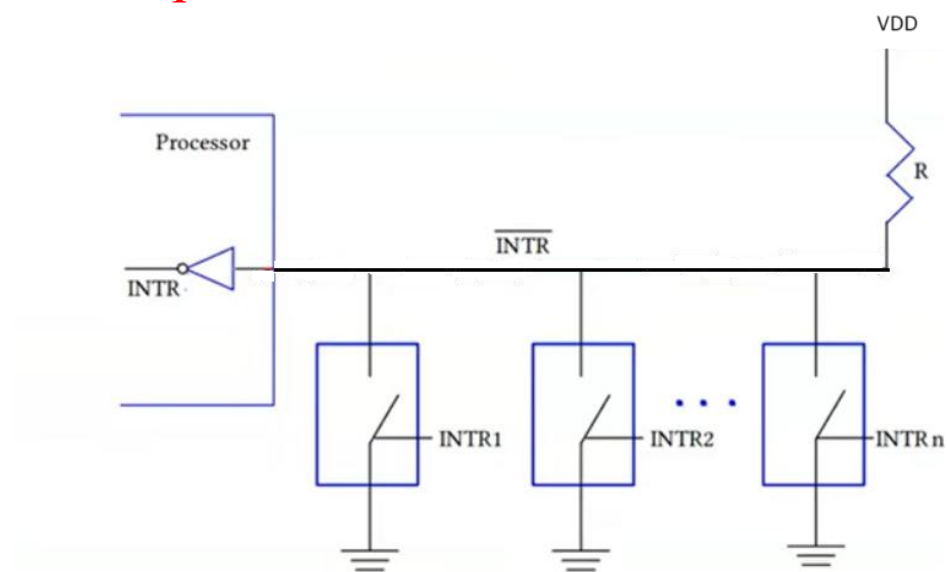 VDD
Processor
R
INTR
INTR
INTR1
INTR2
INTR n